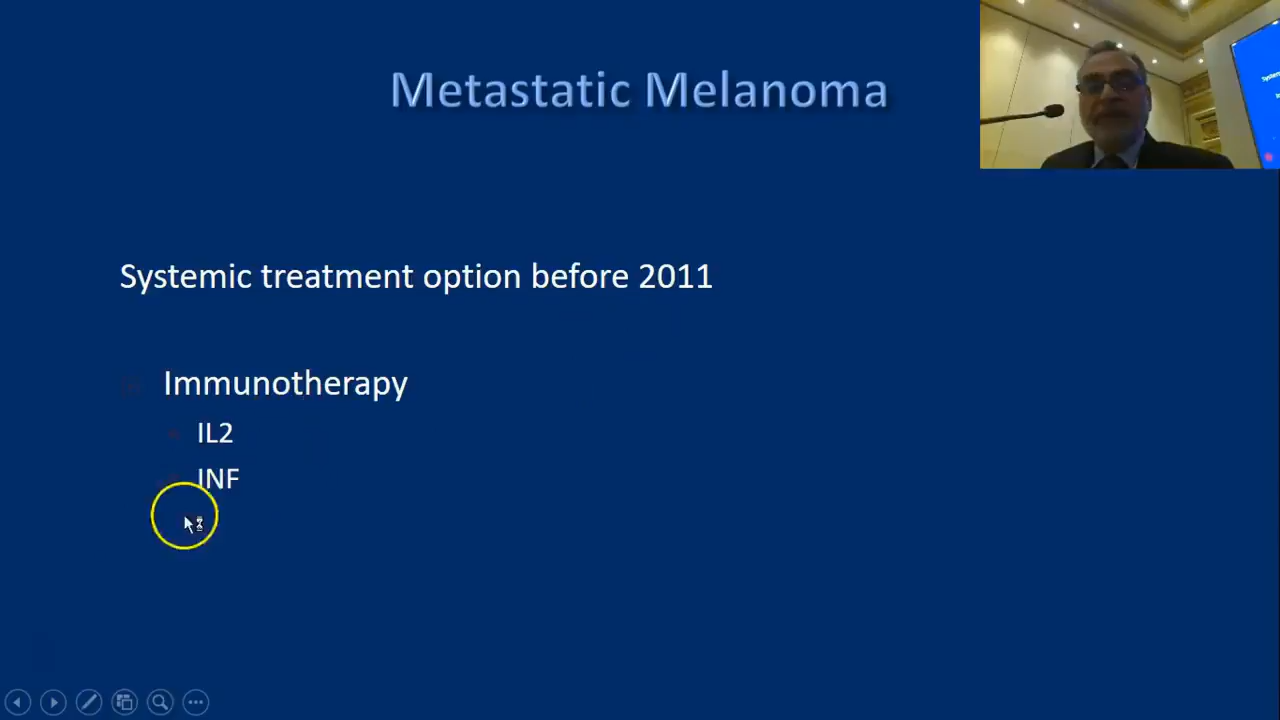 Metastatic Melanoma
Systemic treatment option before 2011
Immunotherapy
IL2
INF